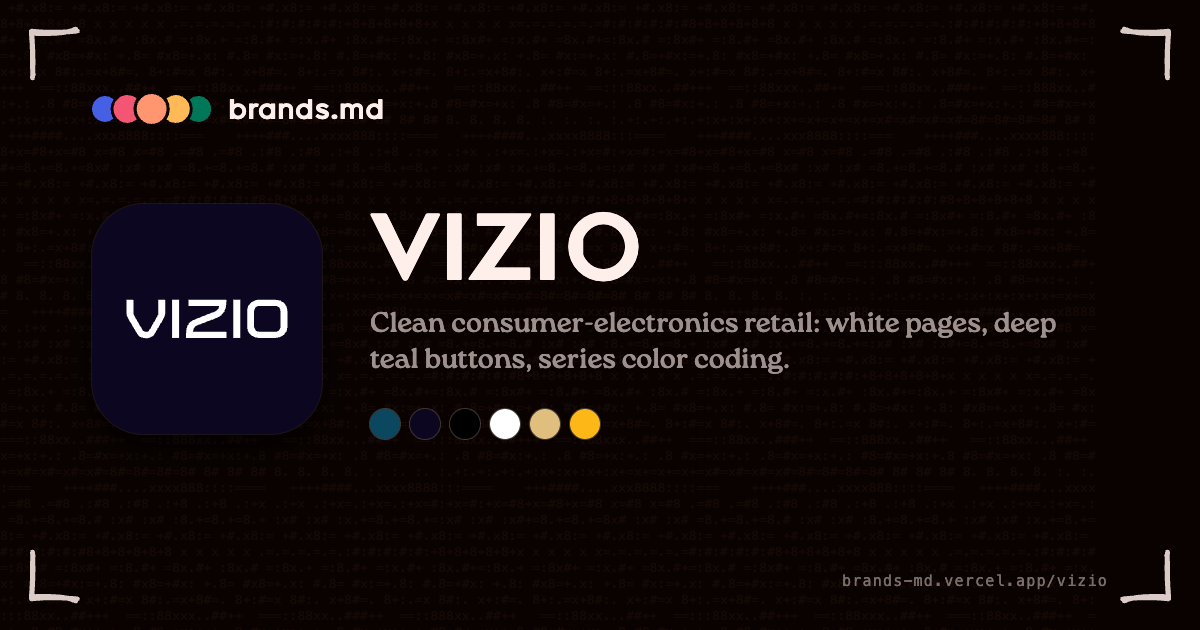 brands.md
VIZIO
VIZIO
Clean consumer-electronics retail: white pages, deep
teal buttons, series color coding.
brands-md.vercel.app/vizio